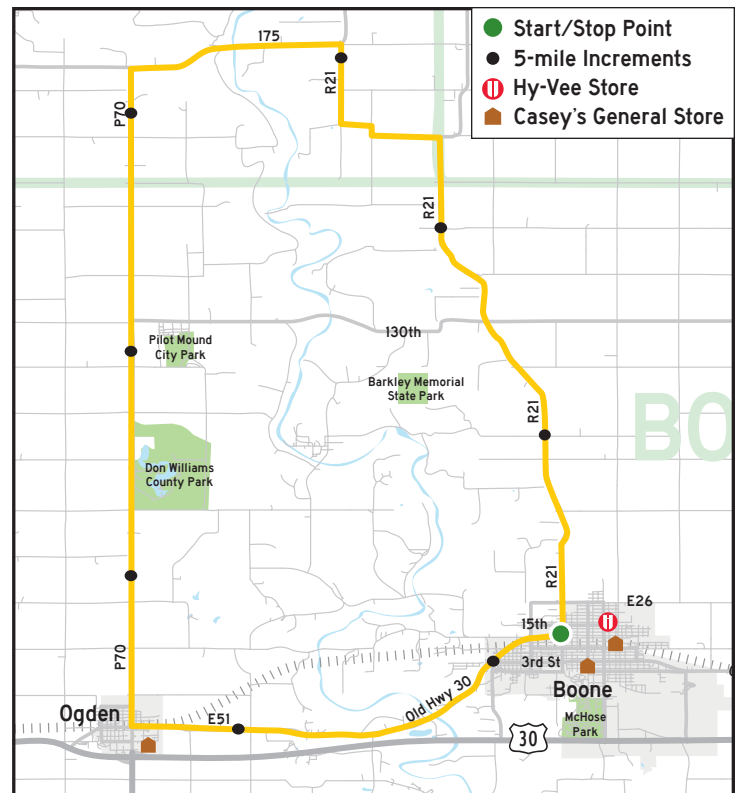 Start/Stop Point
5-mile Increments
Hy-Vee Store
Casey's General Store
175
R21
P70
R21
130th
Pilot Mound
City Park
Barkley Memorial
State Park
R21
BO
Don Williams
County Park
R21
E26
15th
3rd St
P70
Boone
Old Hwy 30
Ogden
E51
McHose
Park
30